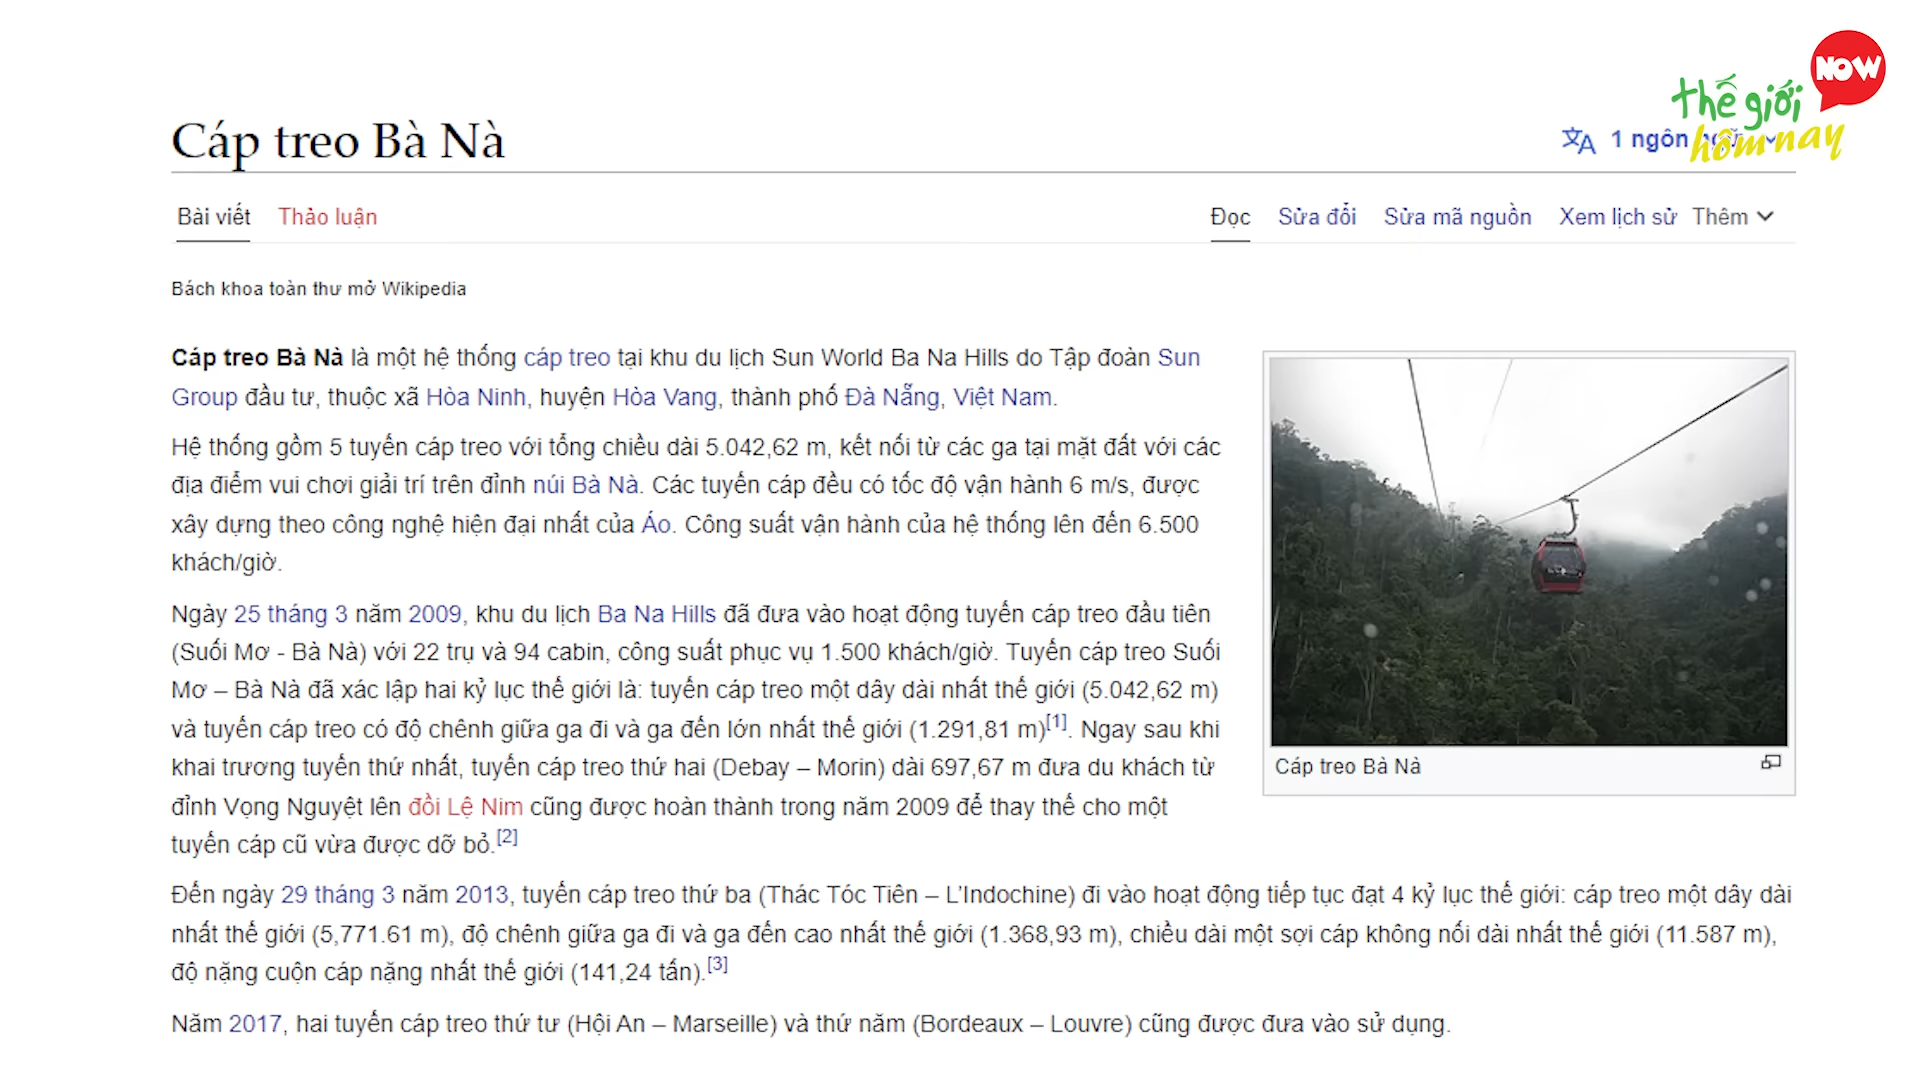 NOW
thế giới
hôm nay
Cáp treo Bà Nà
1 ngôn
Bài viết Thảo luận Đọc Sửa đổi Sửa mã nguồn Xem lịch sử Thêm
Bách khoa toàn thư mở Wikipedia
Cáp treo Bà Nà là một hệ thống cáp treo tại khu du lịch Sun World Ba Na Hills do Tập đoàn Sun
Group đầu tư, thuộc xã Hòa Ninh, huyện Hòa Vang, thành phố Đà Nẵng, Việt Nam.
Hệ thống gồm 5 tuyến cáp treo với tổng chiều dài 5.042,62 m, kết nối từ các ga tại mặt đất với các
địa điểm vui chơi giải trí trên đỉnh núi Bà Nà. Các tuyến cáp đều có tốc độ vận hành 6 m/s, được
xây dựng theo công nghệ hiện đại nhất của Áo. Công suất vận hành của hệ thống lên đến 6.500
khách/giờ.
Ngày 25 tháng 3 năm 2009, khu du lịch Ba Na Hills đã đưa vào hoạt động tuyến cáp treo đầu tiên
(Suối Mơ - Bà Nà) với 22 trụ và 94 cabin, công suất phục vụ 1.500 khách/giờ. Tuyến cáp treo Suối
Mơ – Bà Nà đã xác lập hai kỷ lục thế giới là: tuyến cáp treo một dây dài nhất thế giới (5.042,62 m)
và tuyến cáp treo có độ chênh giữa ga đi và ga đến lớn nhất thế giới (1.291,81 m)[1]. Ngay sau khi
khai trương tuyến thứ nhất, tuyến cáp treo thứ hai (Debay – Morin) dài 697,67 m đưa du khách từ
đỉnh Vọng Nguyệt lên đồi Lệ Nim cũng được hoàn thành trong năm 2009 để thay thế cho một
tuyến cáp cũ vừa được dỡ bỏ.[2]
Cáp treo Bà Nà
Đến ngày 29 tháng 3 năm 2013, tuyến cáp treo thứ ba (Thác Tóc Tiên – L'Indochine) đi vào hoạt động tiếp tục đạt 4 kỷ lục thế giới: cáp treo một dây dài
nhất thế giới (5,771.61 m), độ chênh giữa ga đi và ga đến cao nhất thế giới (1.368,93 m), chiều dài một sợi cáp không nối dài nhất thế giới (11.587 m),
độ nặng cuộn cáp nặng nhất thế giới (141,24 tấn).[3]
Năm 2017, hai tuyến cáp treo thứ tư (Hội An – Marseille) và thứ năm (Bordeaux – Louvre) cũng được đưa vào sử dụng.